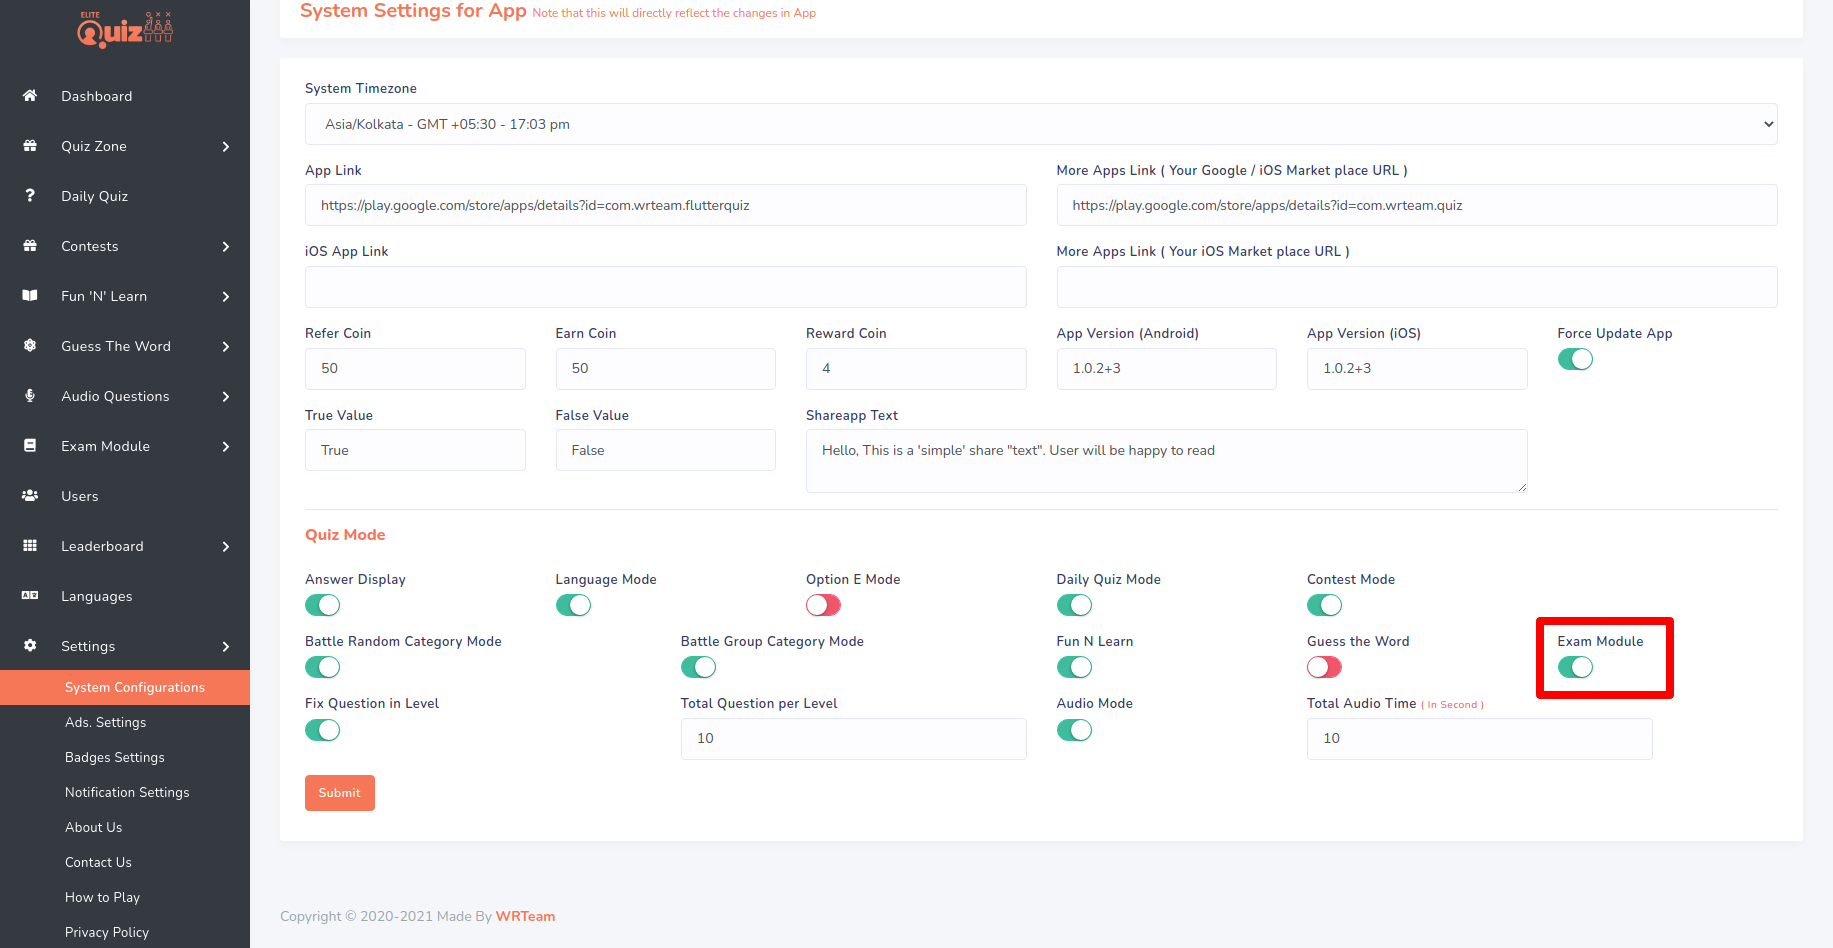 ELITE
Quiz
Dashboard
Quiz Zone
Daily Quiz
Contests
Fun 'N' Learn
Guess The Word
Audio Questions
Exam Module
Users
Leaderboard
Languages
Settings
System Configurations
Ads. Settings
Badges Settings
Notification Settings
About Us
Contact Us
How to Play
Privacy Policy
System Settings for App Note that this will directly reflect the changes in App
System Timezone
Asia/Kolkata - GMT +05:30 - 17:03 pm
App Link
https://play.google.com/store/apps/details?id=com.wrteam.flutterquiz
More Apps Link ( Your Google / iOS Market place URL )
https://play.google.com/store/apps/details?id=com.wrteam.quiz
iOS App Link
More Apps Link ( Your iOS Market place URL )
Refer Coin
50
Earn Coin
50
Reward Coin
4
App Version (Android)
1.0.2+3
App Version (iOS)
1.0.2+3
Force Update App
True Value
True
False Value
False
Shareapp Text
Hello, This is a 'simple' share "text". User will be happy to read
Quiz Mode
Answer Display
Language Mode
Option E Mode
Daily Quiz Mode
Contest Mode
Battle Random Category Mode
Battle Group Category Mode
Fun N Learn
Guess the Word
Exam Module
Fix Question in Level
Total Question per Level
10
Audio Mode
Total Audio Time ( In Second )
10
Submit
Copyright © 2020-2021 Made By WRTeam